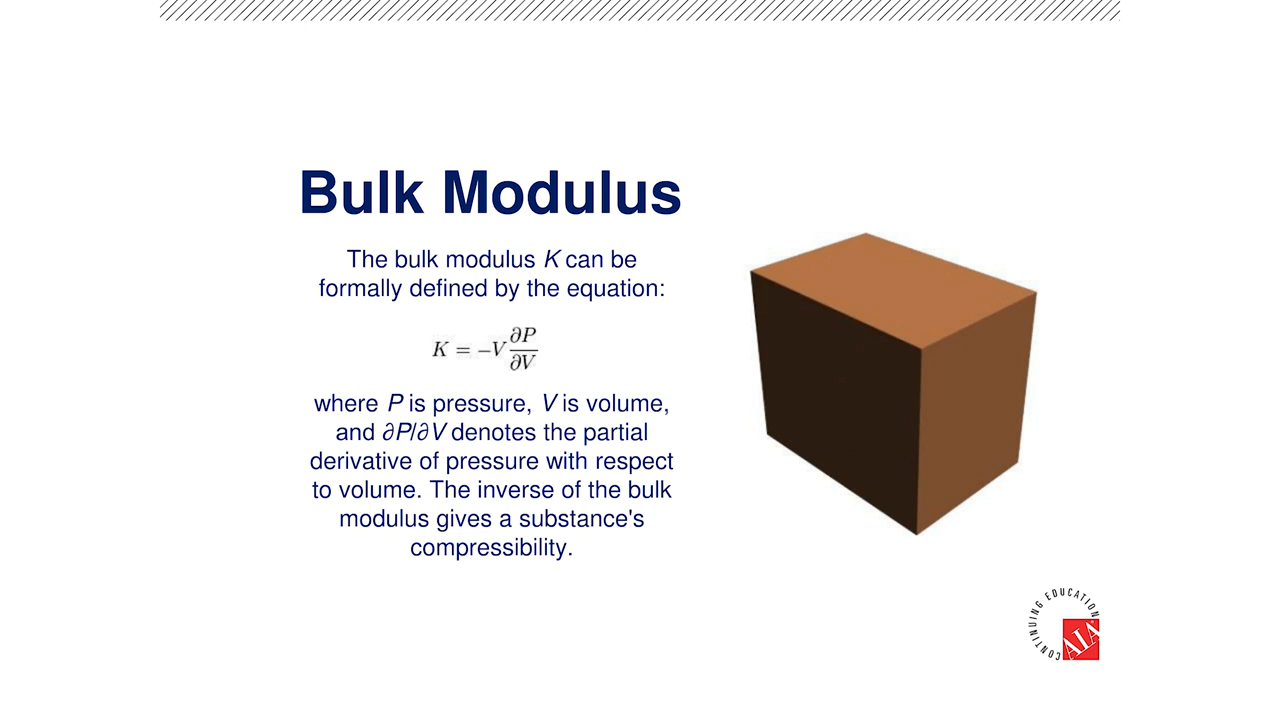 Bulk Modulus
The bulk modulus K can be
formally defined by the equation:
K = −V ∂P/∂V
where P is pressure, V is volume,
and ∂P/∂V denotes the partial
derivative of pressure with respect
to volume. The inverse of the bulk
modulus gives a substance's
compressibility.
CONTINUING EDUCATION
AIA